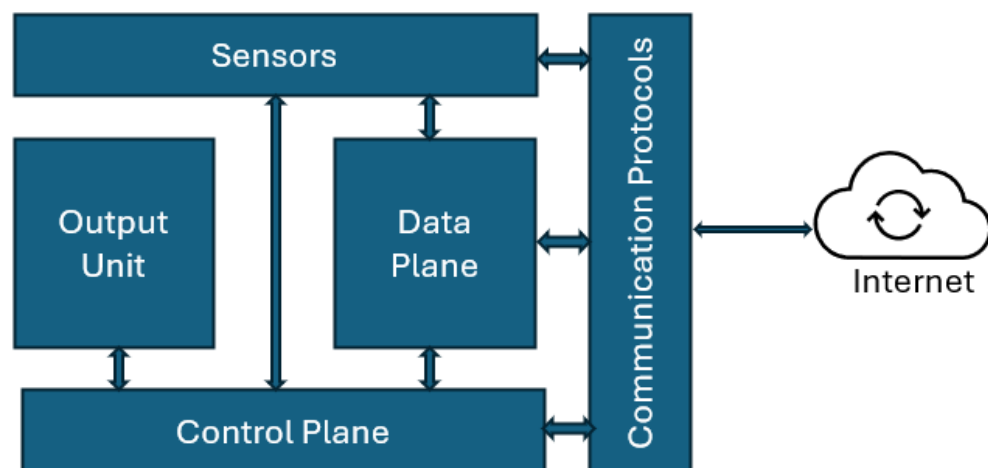 Sensors
Output
Unit
Data
Plane
Control Plane
Communication Protocols
Internet